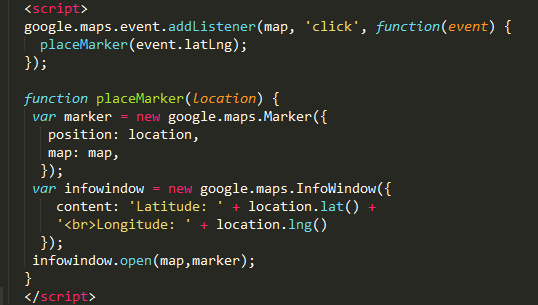 <script>
google.maps.event.addListener(map, 'click', function(event) {
  placeMarker(event.latLng);
});

function placeMarker(location) {
 var marker = new google.maps.Marker({
   position: location,
   map: map,
  });
 var infowindow = new google.maps.InfoWindow({
    content: 'Latitude: ' + location.lat() +
    '<br>Longitude: ' + location.lng()
  });
 infowindow.open(map,marker);
}
</script>